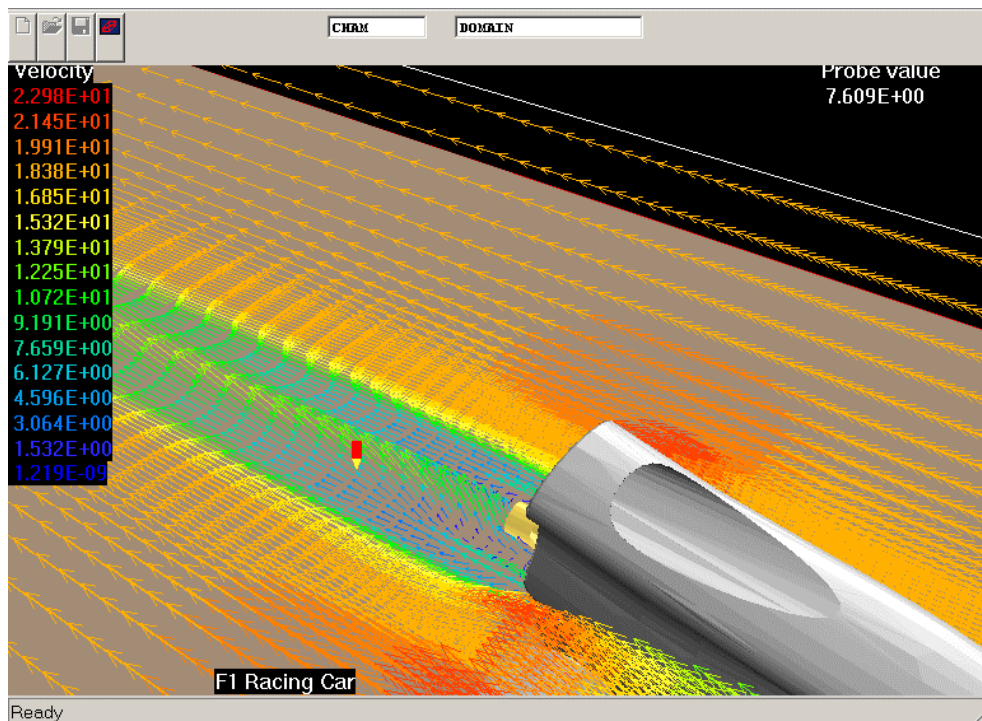 CHAM DOMAIN
Velocity
2.298E+01
2.145E+01
1.991E+01
1.838E+01
1.685E+01
1.532E+01
1.379E+01
1.225E+01
1.072E+01
9.191E+00
7.659E+00
6.127E+00
4.596E+00
3.064E+00
1.532E+00
1.219E-09
Probe value
7.609E+00
F1 Racing Car
Ready